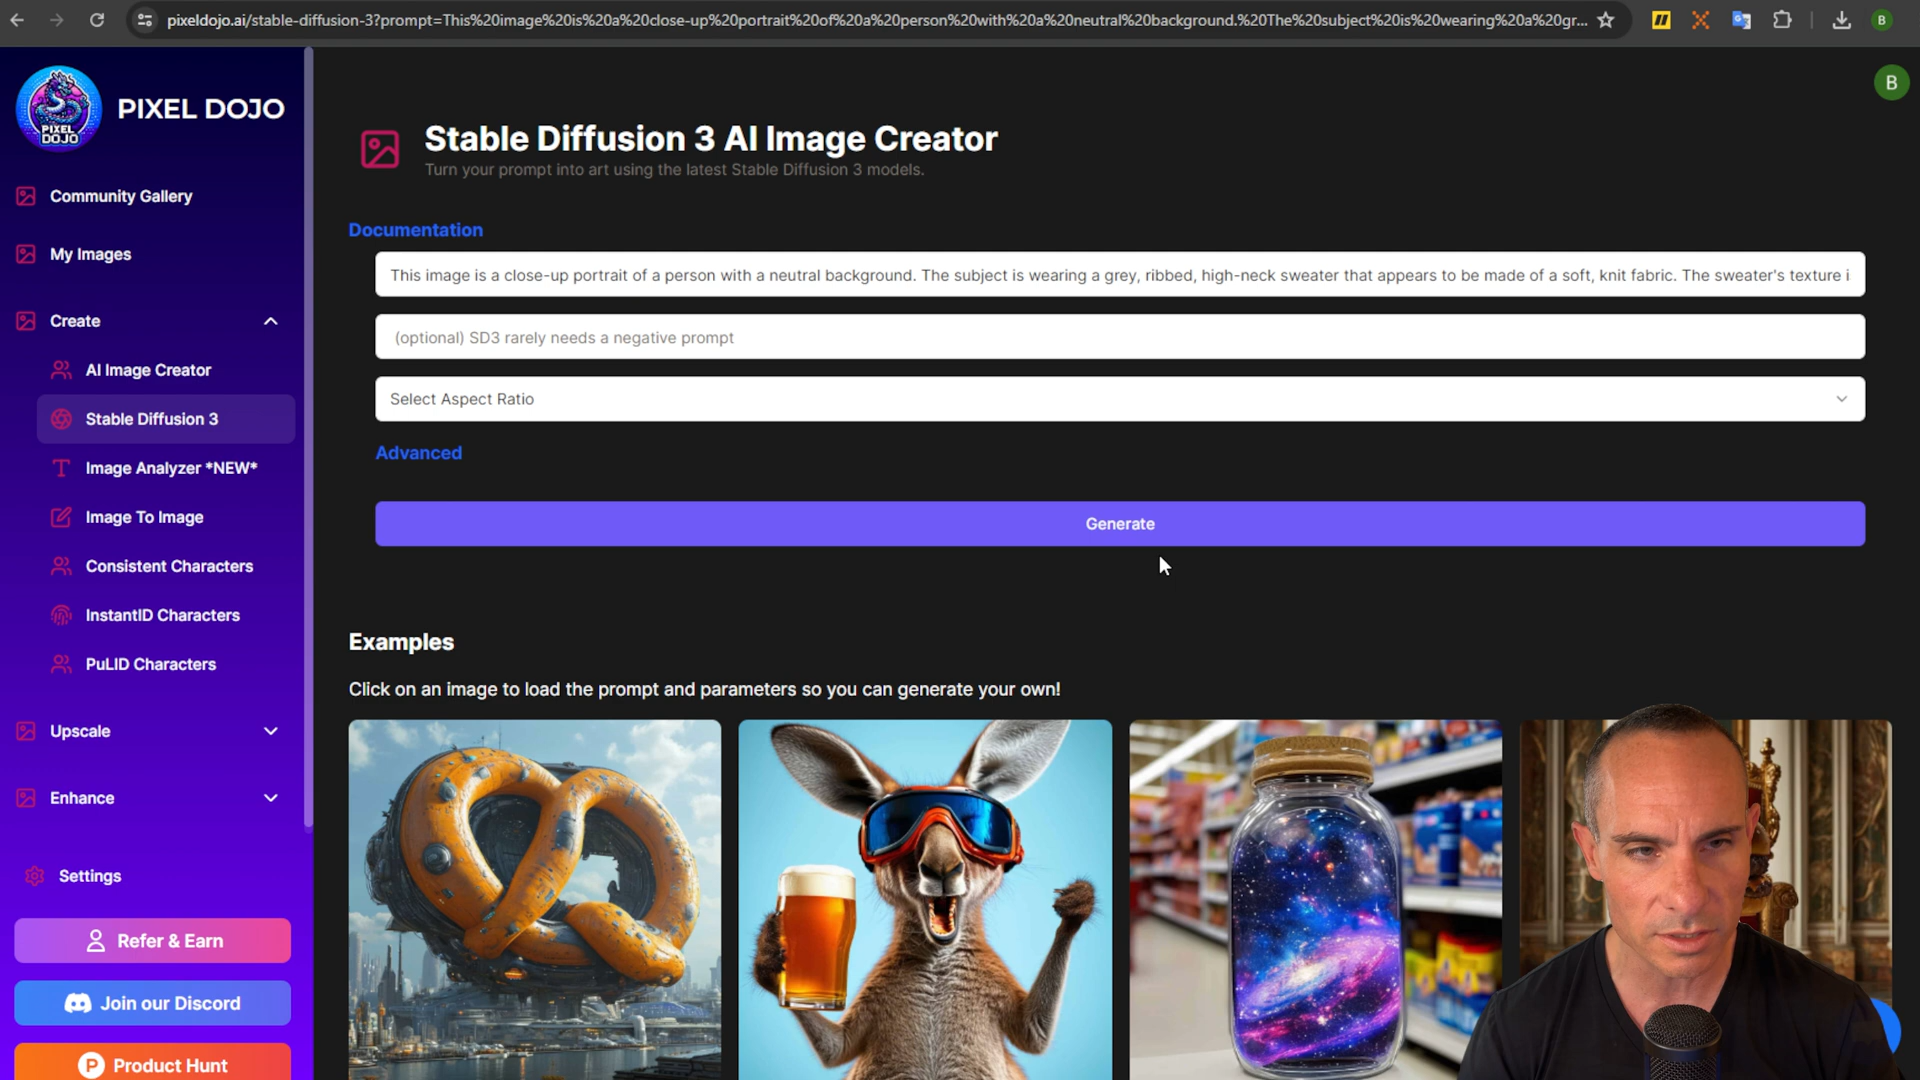 pixeldojo.ai/stable-diffusion-3?prompt=This%20image%20is%20a%20close-up%20portrait%20of%20a%20person%20with%20a%20neutral%20background.%20The%20subject%20is%20wearing%20a%20gr...
B
PIXEL DOJO
PIXEL DOJO
B
Stable Diffusion 3 AI Image Creator
Turn your prompt into art using the latest Stable Diffusion 3 models.
Community Gallery
My Images
Create
AI Image Creator
Stable Diffusion 3
Image Analyzer *NEW*
Image To Image
Consistent Characters
InstantID Characters
PuLID Characters
Upscale
Enhance
Settings
Refer & Earn
Join our Discord
P Product Hunt
Documentation
This image is a close-up portrait of a person with a neutral background. The subject is wearing a grey, ribbed, high-neck sweater that appears to be made of a soft, knit fabric. The sweater's texture i
(optional) SD3 rarely needs a negative prompt
Select Aspect Ratio
Advanced
Generate
Examples
Click on an image to load the prompt and parameters so you can generate your own!